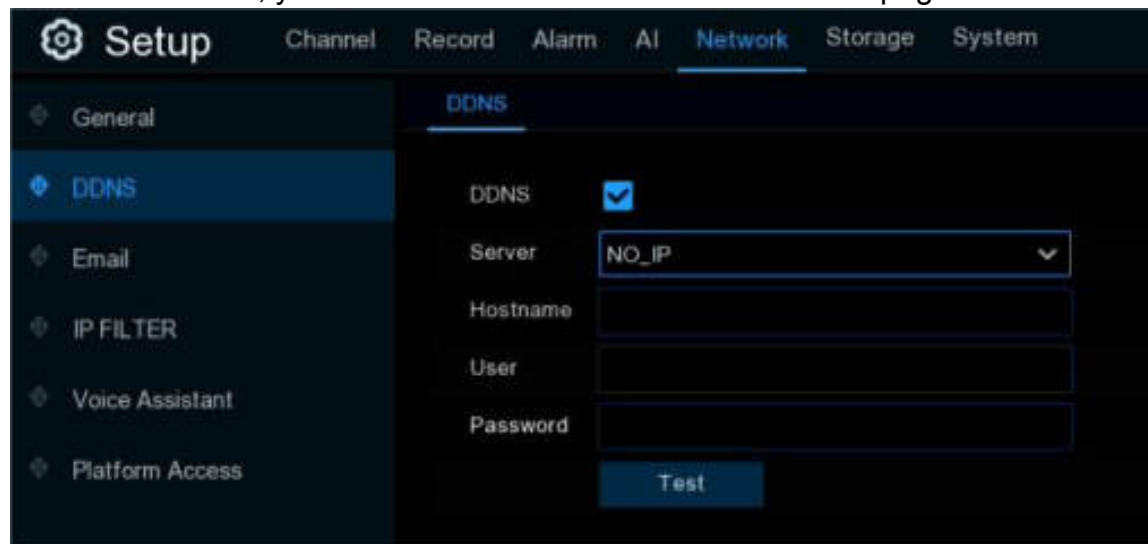 Setup Channel Record Alarm AI Network Storage System
General
DDNS
Email
IP FILTER
Voice Assistant
Platform Access
DDNS
DDNS
Server NO_IP
Hostname
User
Password
Test